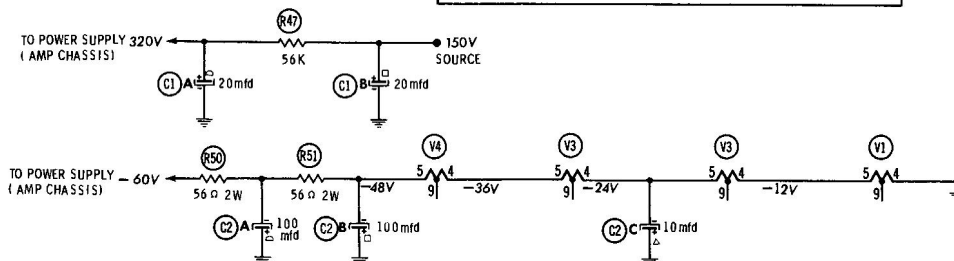 R47
TO POWER SUPPLY 320V
(AMP CHASSIS)
56K
150V
SOURCE
C1 A 20mfd
C1 B 20mfd
R50
R51
V4
V3
V3
V1
TO POWER SUPPLY -60V
(AMP CHASSIS)
56Ω 2W
56Ω 2W
-48V
5 4
9
-36V
5 4
9
-24V
5 4
9
-12V
5 4
9
C2 A 100 mfd
C2 B 100mfd
C2 C 10mfd